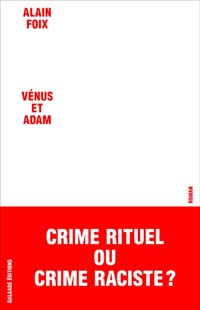 ALAIN
FOIX
VÉNUS
ET
ADAM
ROMAN
CRIME RITUEL
OU
CRIME RACISTE ?
GALAADE ÉDITIONS